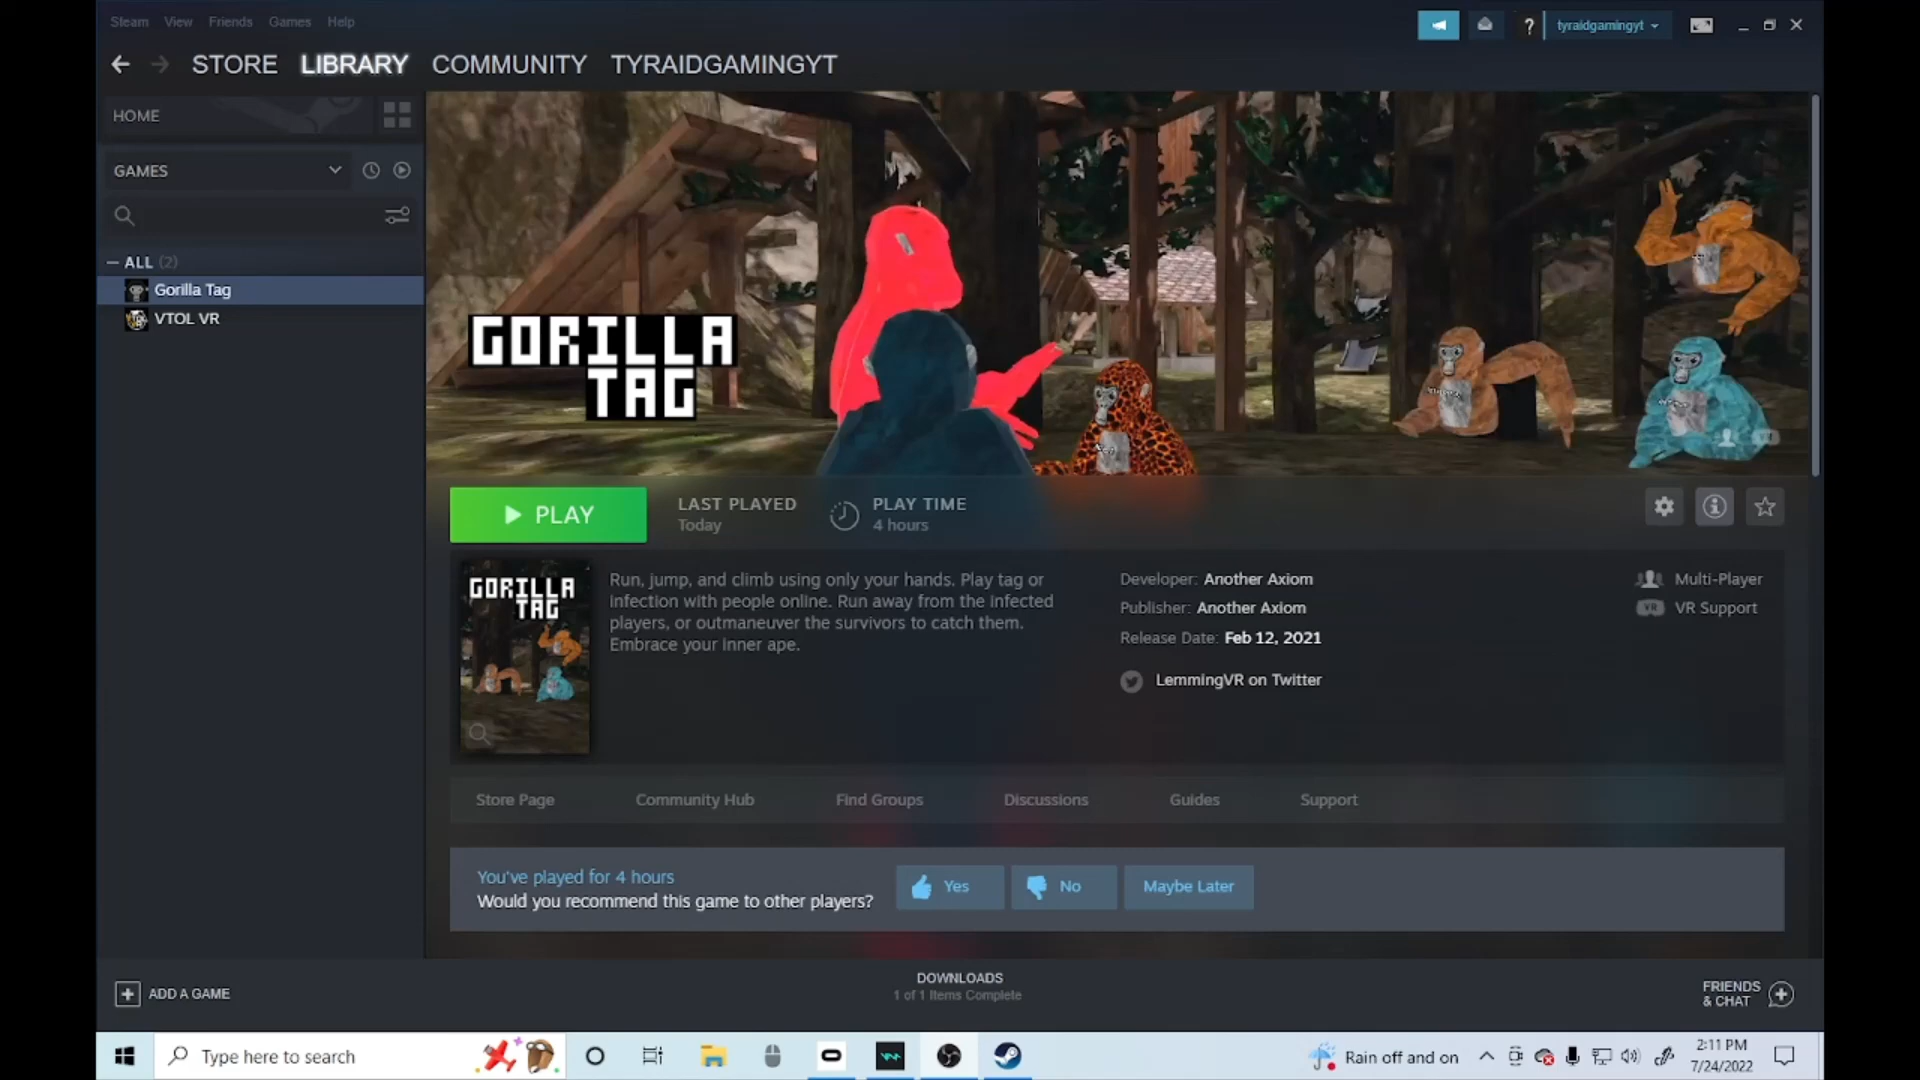 Steam View Friends Games Help
tyraidgamingyt
STORE LIBRARY COMMUNITY TYRAIDGAMINGYT
HOME
GAMES
— ALL (2)
Gorilla Tag
VTOL VR
GORILLA
TAG
PLAY
LAST PLAYED
Today
PLAY TIME
4 hours
GORILLA
TAG
Run, jump, and climb using only your hands. Play tag or
infection with people online. Run away from the infected
players, or outmaneuver the survivors to catch them.
Embrace your inner ape.
Developer: Another Axiom
Publisher: Another Axiom
Release Date: Feb 12, 2021
LemmingVR on Twitter
Multi-Player
VR VR Support
Store Page Community Hub Find Groups Discussions Guides Support
You've played for 4 hours
Would you recommend this game to other players?
Yes No Maybe Later
ADD A GAME
DOWNLOADS
1 of 1 Items Complete
FRIENDS
& CHAT
Type here to search
Rain off and on
2:11 PM
7/24/2022